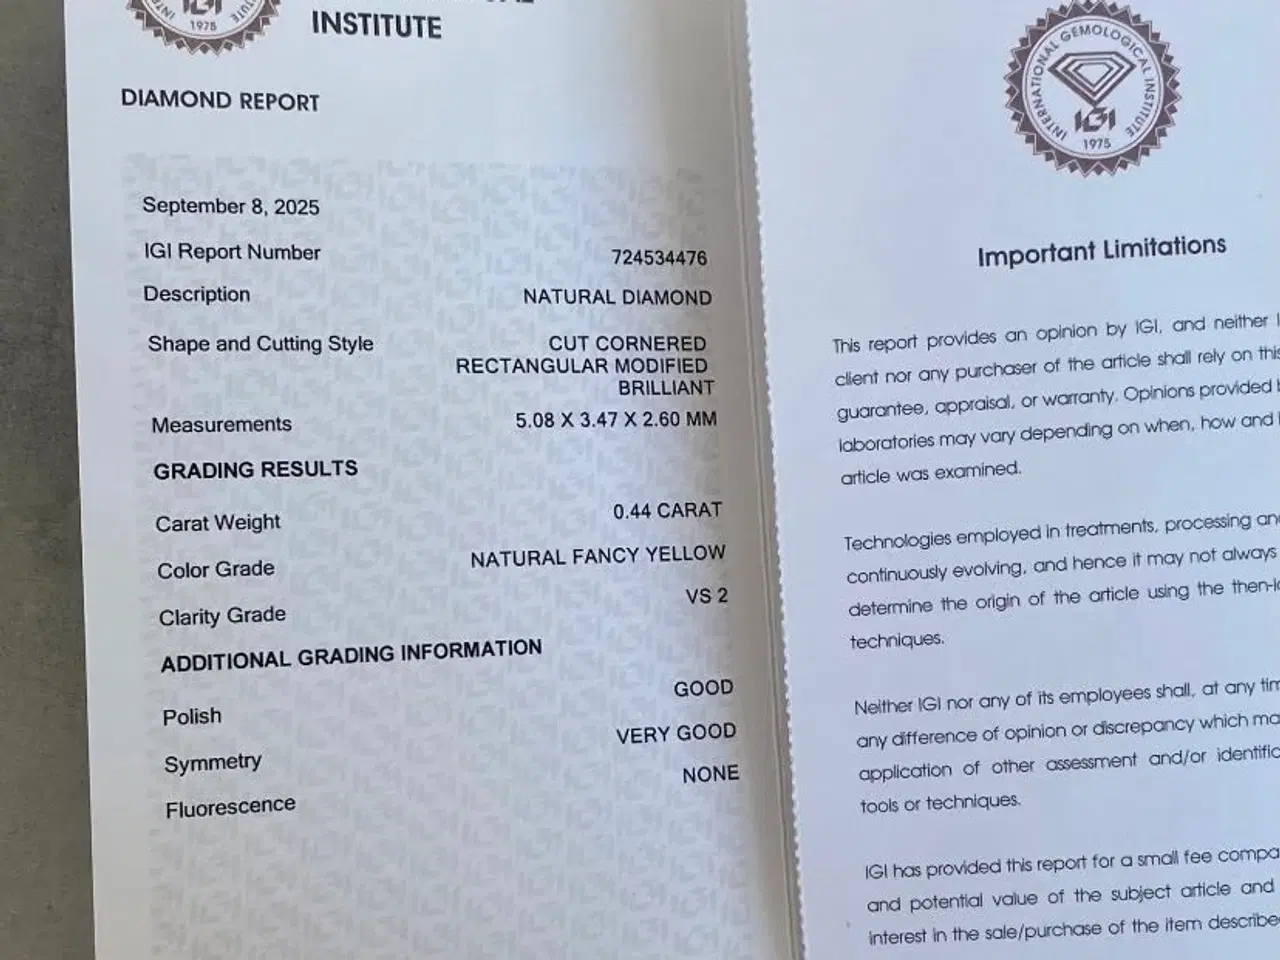 1975
INSTITUTE
DIAMOND REPORT
September 8, 2025
IGI Report Number 724534476
Description NATURAL DIAMOND
Shape and Cutting Style CUT CORNERED
RECTANGULAR MODIFIED
BRILLIANT
Measurements 5.08 X 3.47 X 2.60 MM
GRADING RESULTS
Carat Weight 0.44 CARAT
Color Grade NATURAL FANCY YELLOW
Clarity Grade VS 2
ADDITIONAL GRADING INFORMATION
Polish GOOD
Symmetry VERY GOOD
Fluorescence NONE
INTERNATIONAL GEMOLOGICAL INSTITUTE
IGI
1975
Important Limitations
This report provides an opinion by IGI, and neither
client nor any purchaser of the article shall rely on this
guarantee, appraisal, or warranty. Opinions provided
laboratories may vary depending on when, how and
article was examined.
Technologies employed in treatments, processing and
continuously evolving, and hence it may not always
determine the origin of the article using the
techniques.
Neither IGI nor any of its employees shall, at any
any difference of opinion or discrepancy which
application of other assessment and/or
tools or techniques.
IGI has provided this report for a small fee
and potential value of the subject article and
interest in the sale/purchase of the item